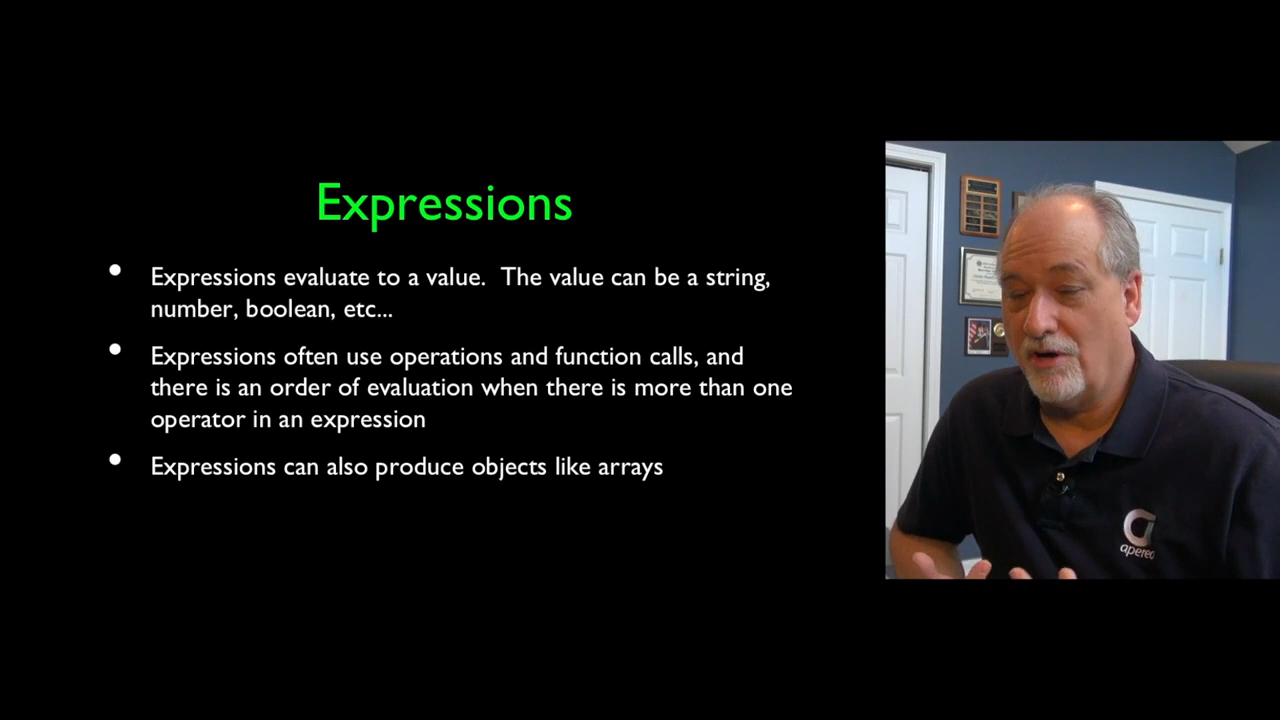 Expressions
• Expressions evaluate to a value.  The value can be a string,
number, boolean, etc...
• Expressions often use operations and function calls, and
there is an order of evaluation when there is more than one
operator in an expression
• Expressions can also produce objects like arrays
apereo